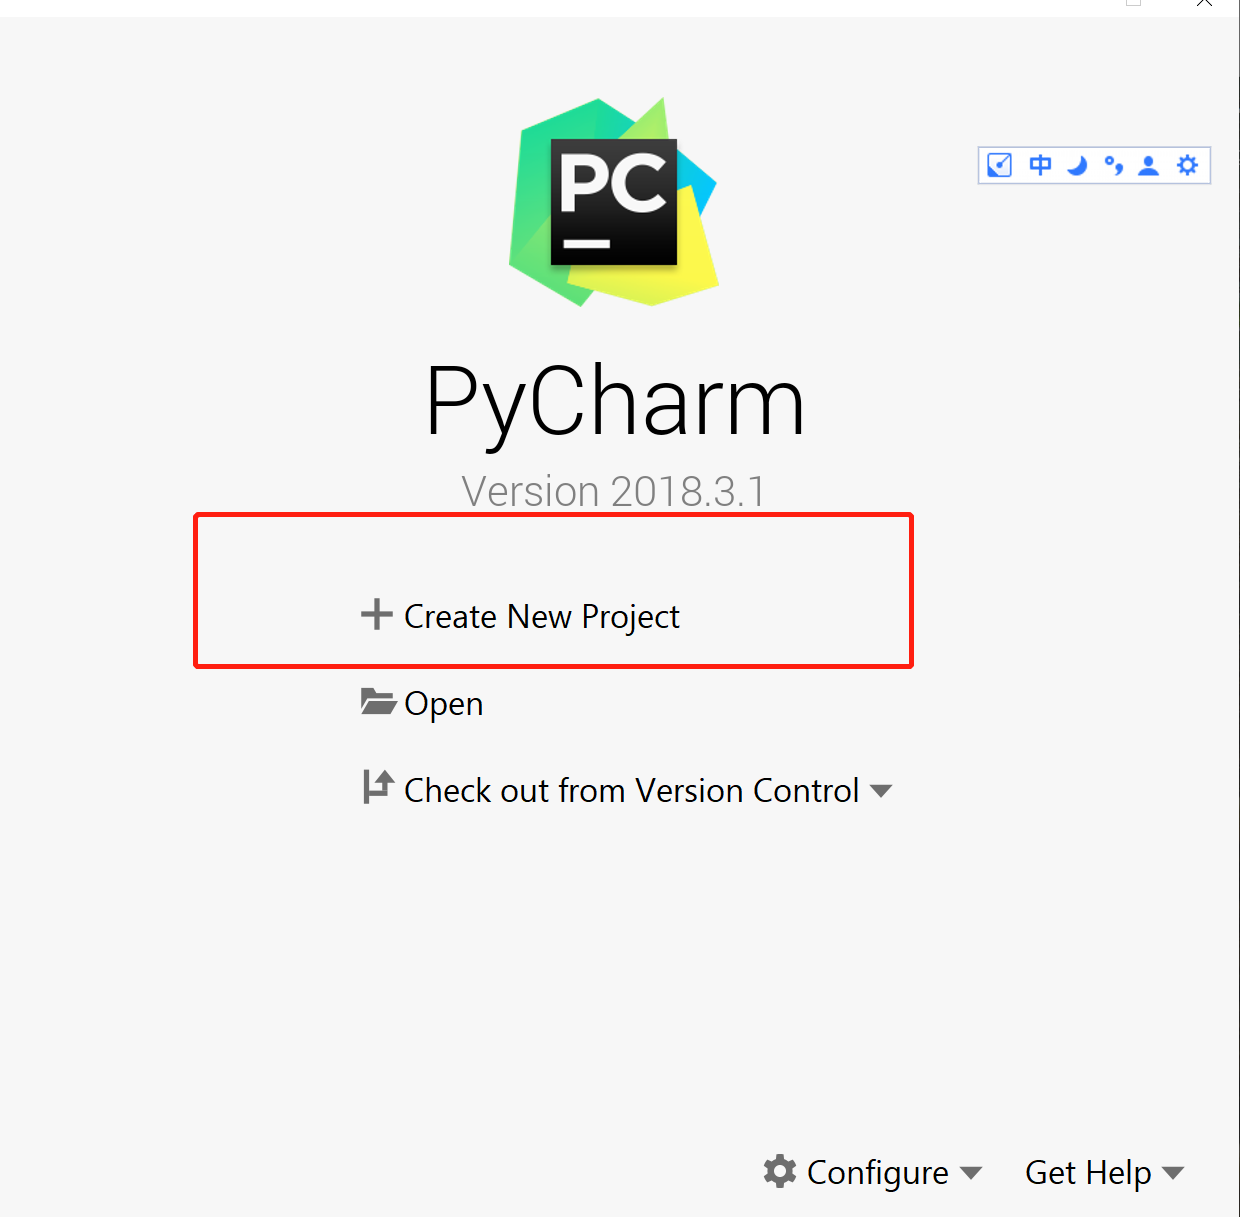 PC
中
PyCharm
Version 2018.3.1
Create New Project
Open
Check out from Version Control
Configure
Get Help